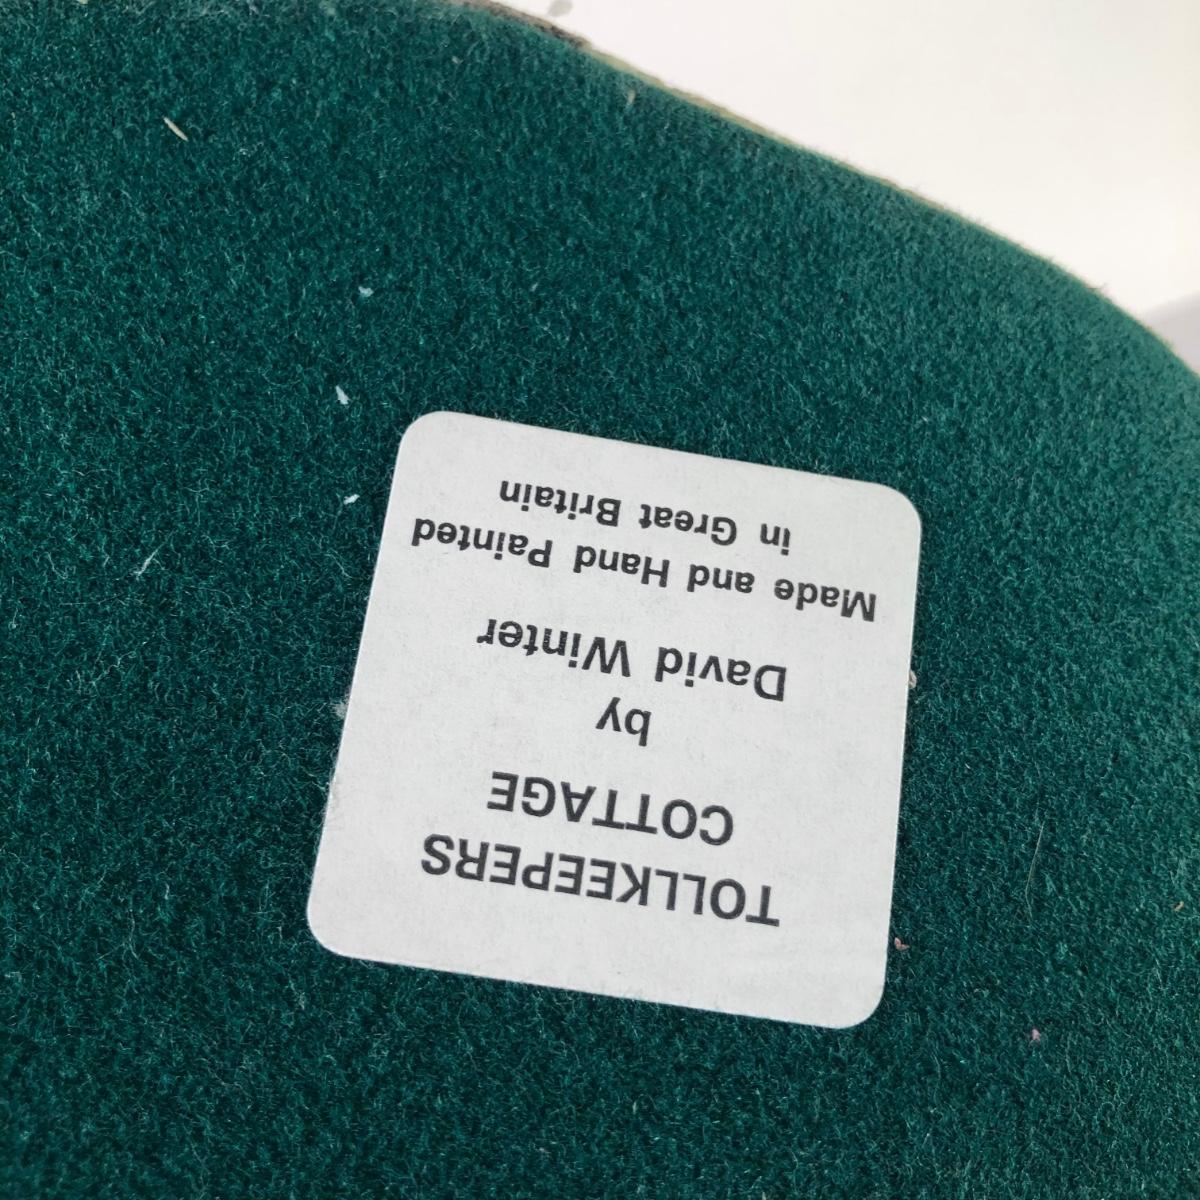 TOLLKEEPERS
COTTAGE
by
David Winter
Made and Hand Painted
in Great Britain